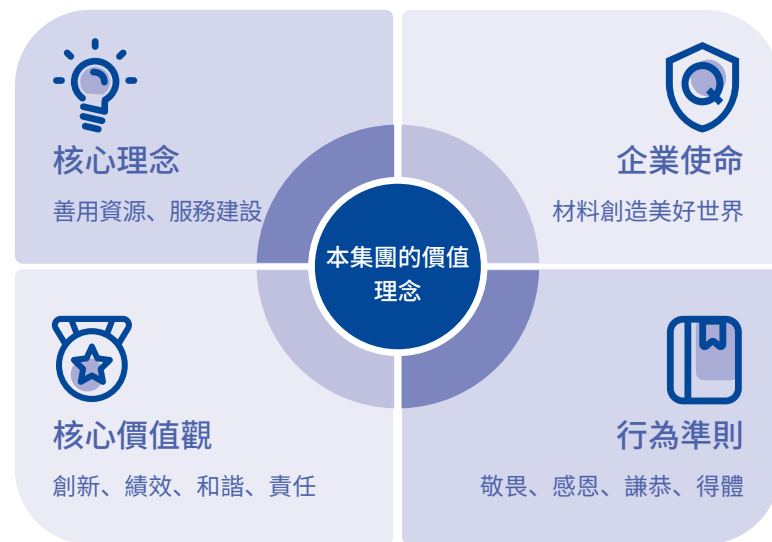 核心理念
善用資源、服務建設
企業使命
材料創造美好世界
本集團的價值
理念
核心價值觀
創新、績效、和諧、責任
行為準則
敬畏、感恩、謙恭、得體